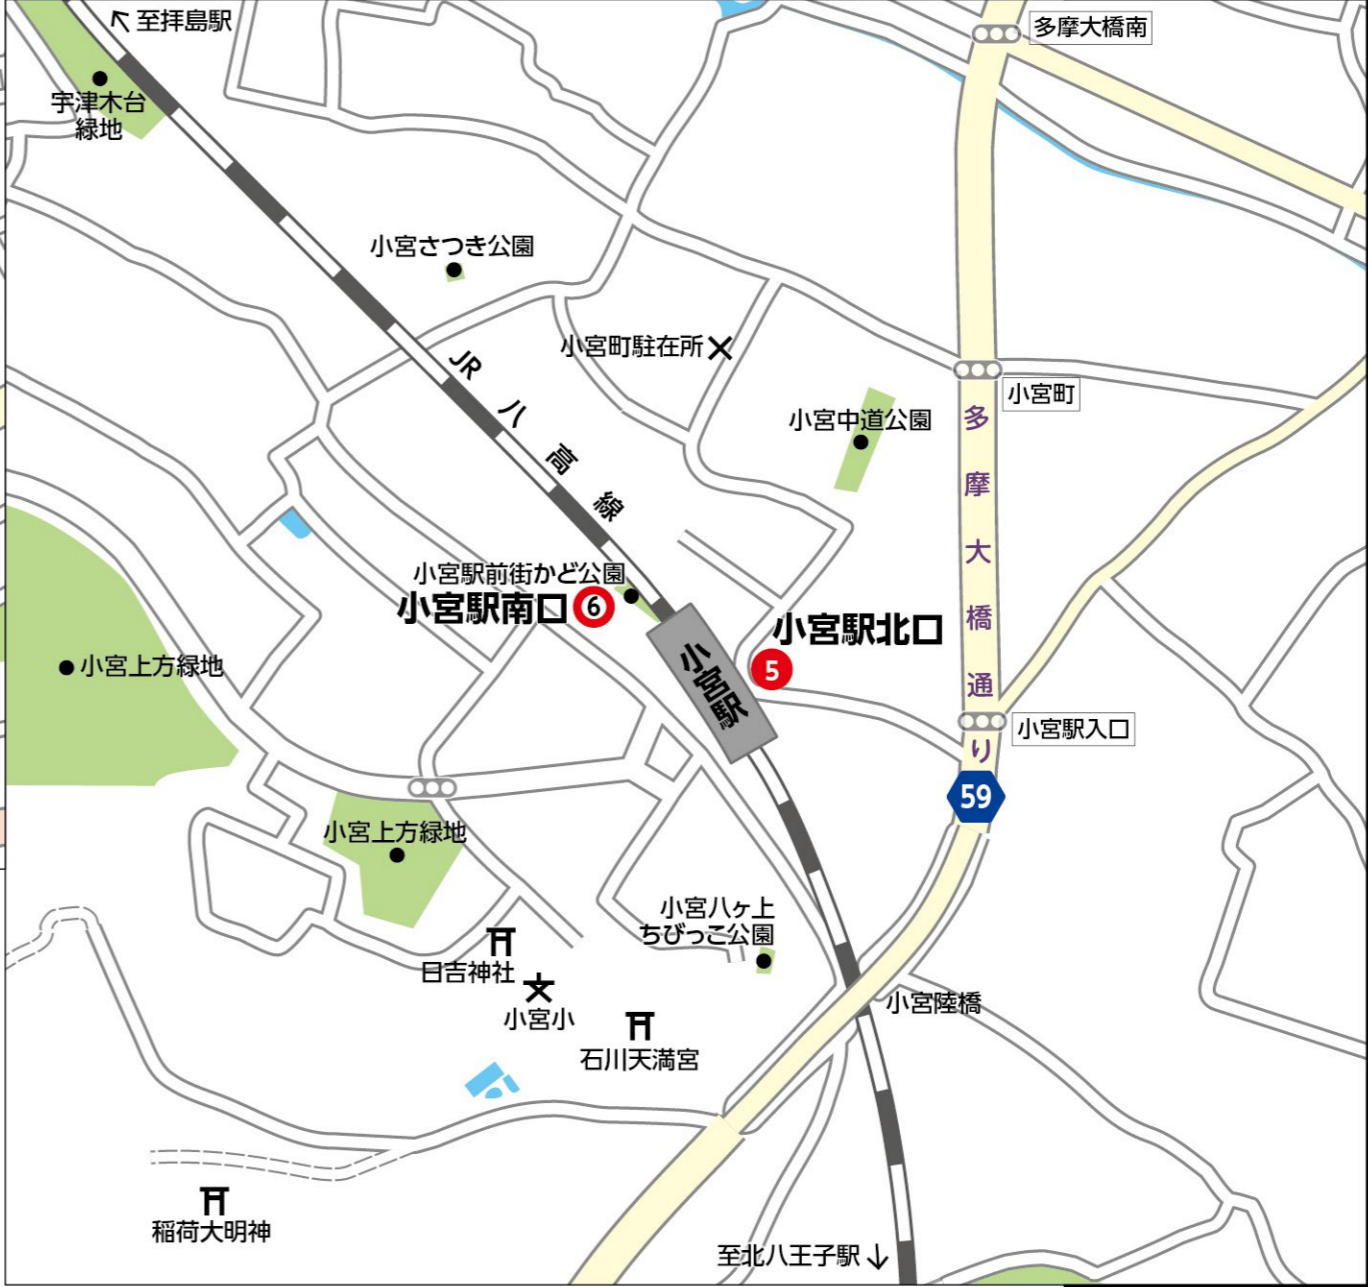 至拝島駅
多摩大橋南
宇津木台
緑地
小宮さつき公園
小宮町駐在所
JR八高線
小宮町
小宮中道公園
多摩大橋通り
小宮駅前街かど公園
小宮駅南口 6
小宮駅北口
5
小宮駅
小宮上方緑地
小宮駅入口
59
小宮上方緑地
小宮八ヶ上
ちびっこ公園
日吉神社
小宮小
小宮陸橋
石川天満宮
稲荷大明神
至北八王子駅